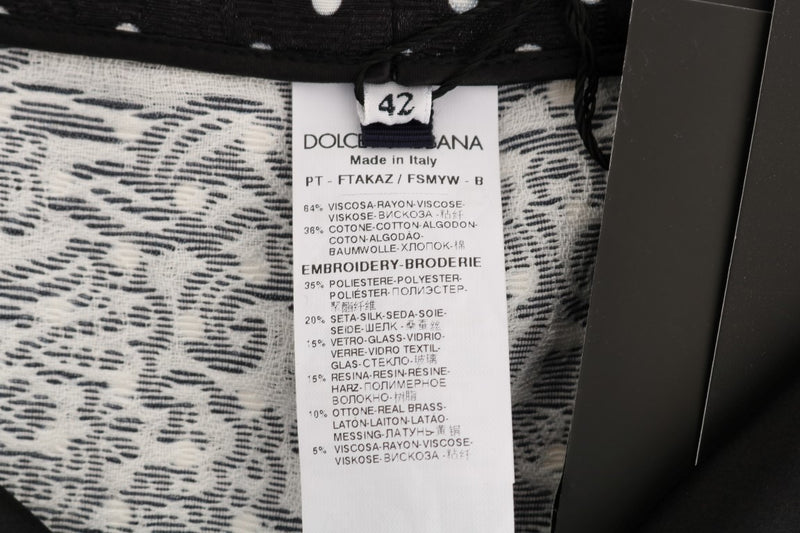 42
DOLCE BANA
Made in Italy
PT - FTAKAZ / FSMYW - B
64% VISCOSA-RAYON-VISCOSE-
VISKOSE-ВИСКОЗА -粘纤
36% COTONE-COTTON-ALGODON-
COTON-ALGODÃO-
BAUMWOLLE-ХЛОПОК-棉
EMBROIDERY-BRODERIE
35% POLIESTERE-POLYESTER-
POLIÉSTER-ПОЛИЭСТЕР-
聚酯纤维
20% SETA-SILK-SEDA-SOIE-
SEIDE-ШЕЛК-桑蚕丝
15% VETRO-GLASS-VIDRIO-
VERRE-VIDRO TEXTIL-
GLAS-СТЕКЛО-玻璃
15% RESINA-RESIN-RÉSINE-
HARZ-ПОЛИМЕРНОЕ
ВОЛОКНО-树脂
10% OTTONE-REAL BRASS-
LATON-LAITON-LATAO-
MESSING-ЛАТУНЬ-黄铜
5% VISCOSA-RAYON-VISCOSE-
VISKOSE-ВИСКОЗА -粘纤